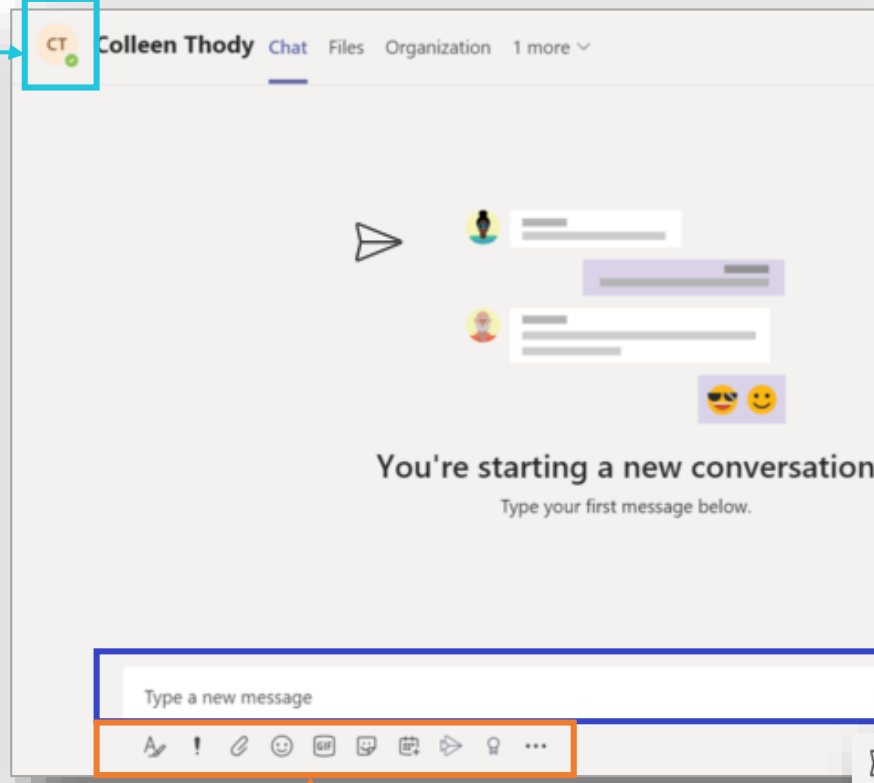 CT Colleen Thody Chat Files Organization 1 more
You're starting a new conversation
Type your first message below.
Type a new message
GIF